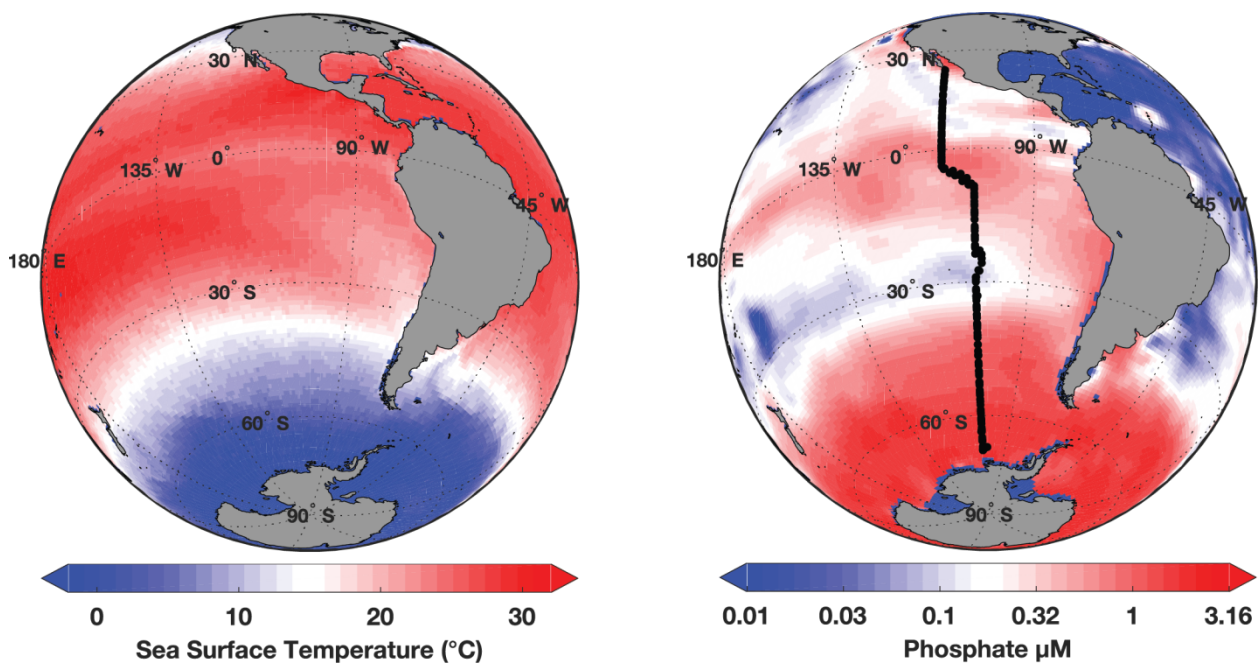 30° N
90° W
0°
135° W
45° W
180° E
30° S
60° S
90° S
0 10 20 30
Sea Surface Temperature (°C)
30° N
90° W
0°
135° W
45° W
180° E
30° S
60° S
90° S
0.01 0.03 0.1 0.32 1 3.16
Phosphate µM